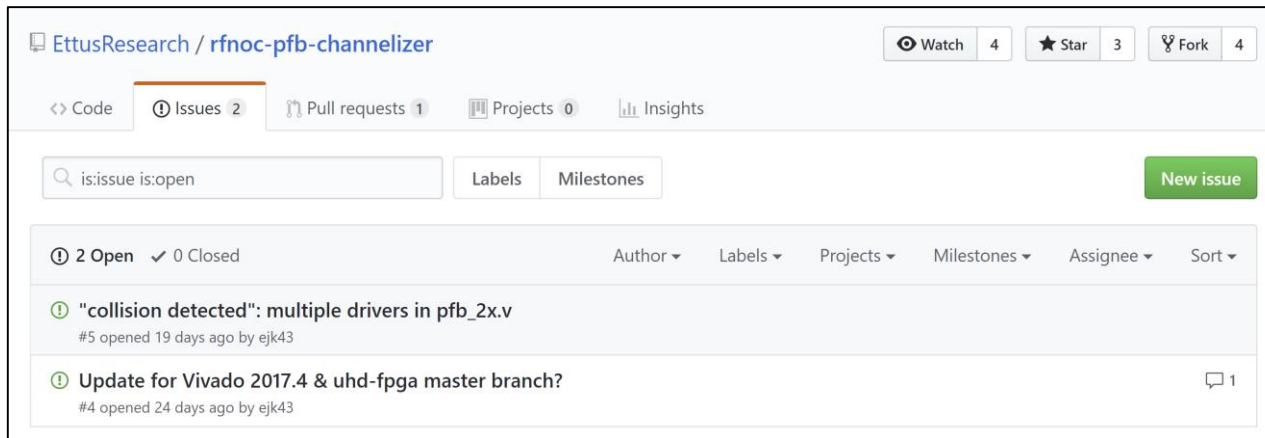 EttusResearch / rfnoc-pfb-channelizer Watch 4 Star 3 Fork 4
<> Code Issues 2 Pull requests 1 Projects 0 Insights
is:issue is:open Labels Milestones New issue
2 Open ✓ 0 Closed Author Labels Projects Milestones Assignee Sort
"collision detected": multiple drivers in pfb_2x.v
#5 opened 19 days ago by ejk43
Update for Vivado 2017.4 & uhd-fpga master branch? 1
#4 opened 24 days ago by ejk43